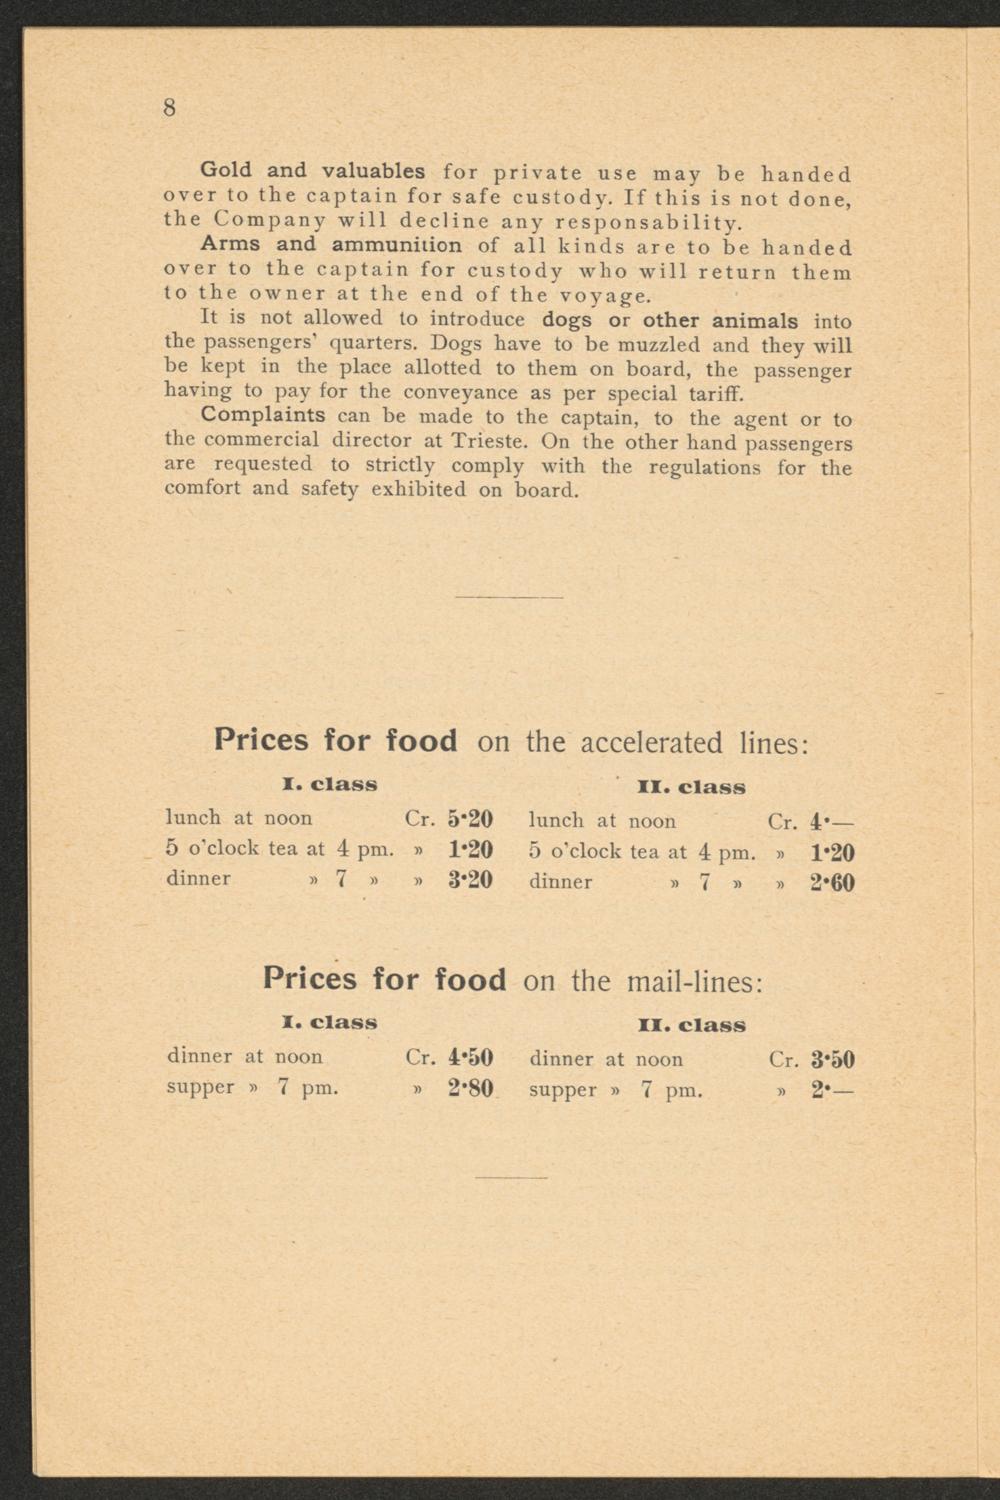 8
Gold and valuables for private use may be handed
over to the captain for safe custody. If this is not done,
the Company will decline any responsability.
Arms and ammunition of all kinds are to be handed
over to the captain for custody who will return them
to the owner at the end of the voyage.
It is not allowed to introduce dogs or other animals into
the passengers' quarters. Dogs have to be muzzled and they will
be kept in the place allotted to them on board, the passenger
having to pay for the conveyance as per special tariff.
Complaints can be made to the captain, to the agent or to
the commercial director at Trieste. On the other hand passengers
are requested to strictly comply with the regulations for the
comfort and safety exhibited on board.
Prices for food on the accelerated lines:
I. class
lunch at noon Cr. 5·20
5 o'clock tea at 4 pm. » 1·20
dinner » 7 » » 3·20
II. class
lunch at noon Cr. 4·—
5 o'clock tea at 4 pm. » 1·20
dinner » 7 » » 2·60
Prices for food on the mail-lines:
I. class
dinner at noon Cr. 4·50
supper » 7 pm. » 2·80
II. class
dinner at noon Cr. 3·50
supper » 7 pm. » 2·—